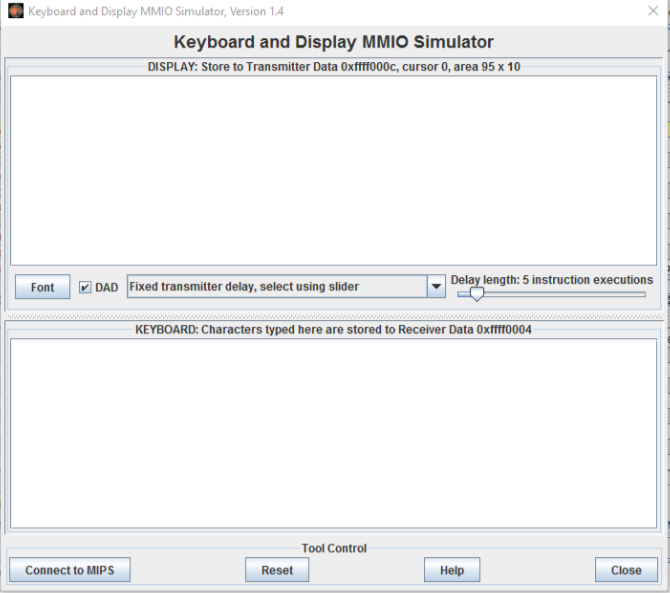 Keyboard and Display MMIO Simulator, Version 1.4
Keyboard and Display MMIO Simulator
DISPLAY: Store to Transmitter Data 0xffff000c, cursor 0, area 95 x 10
Font
DAD
Fixed transmitter delay, select using slider
Delay length: 5 instruction executions
KEYBOARD: Characters typed here are stored to Receiver Data 0xffff0004
Tool Control
Connect to MIPS
Reset
Help
Close